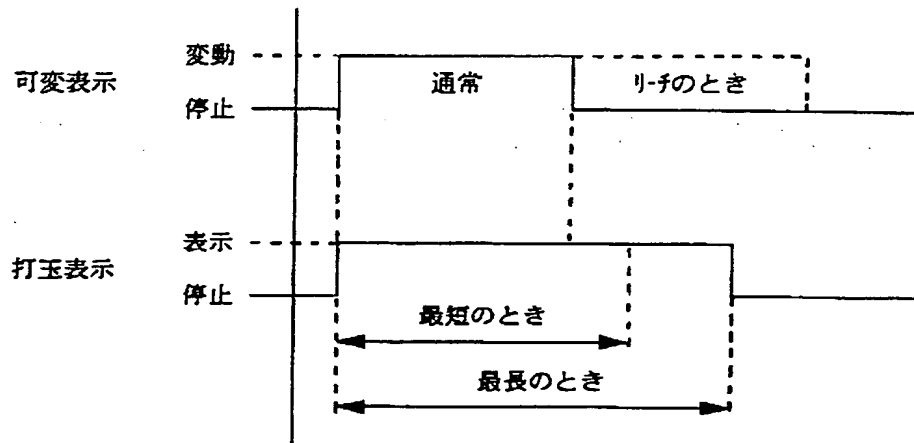 変動
可変表示
通常
リーチのとき
停止
表示
打玉表示
停止
最短のとき
最長のとき